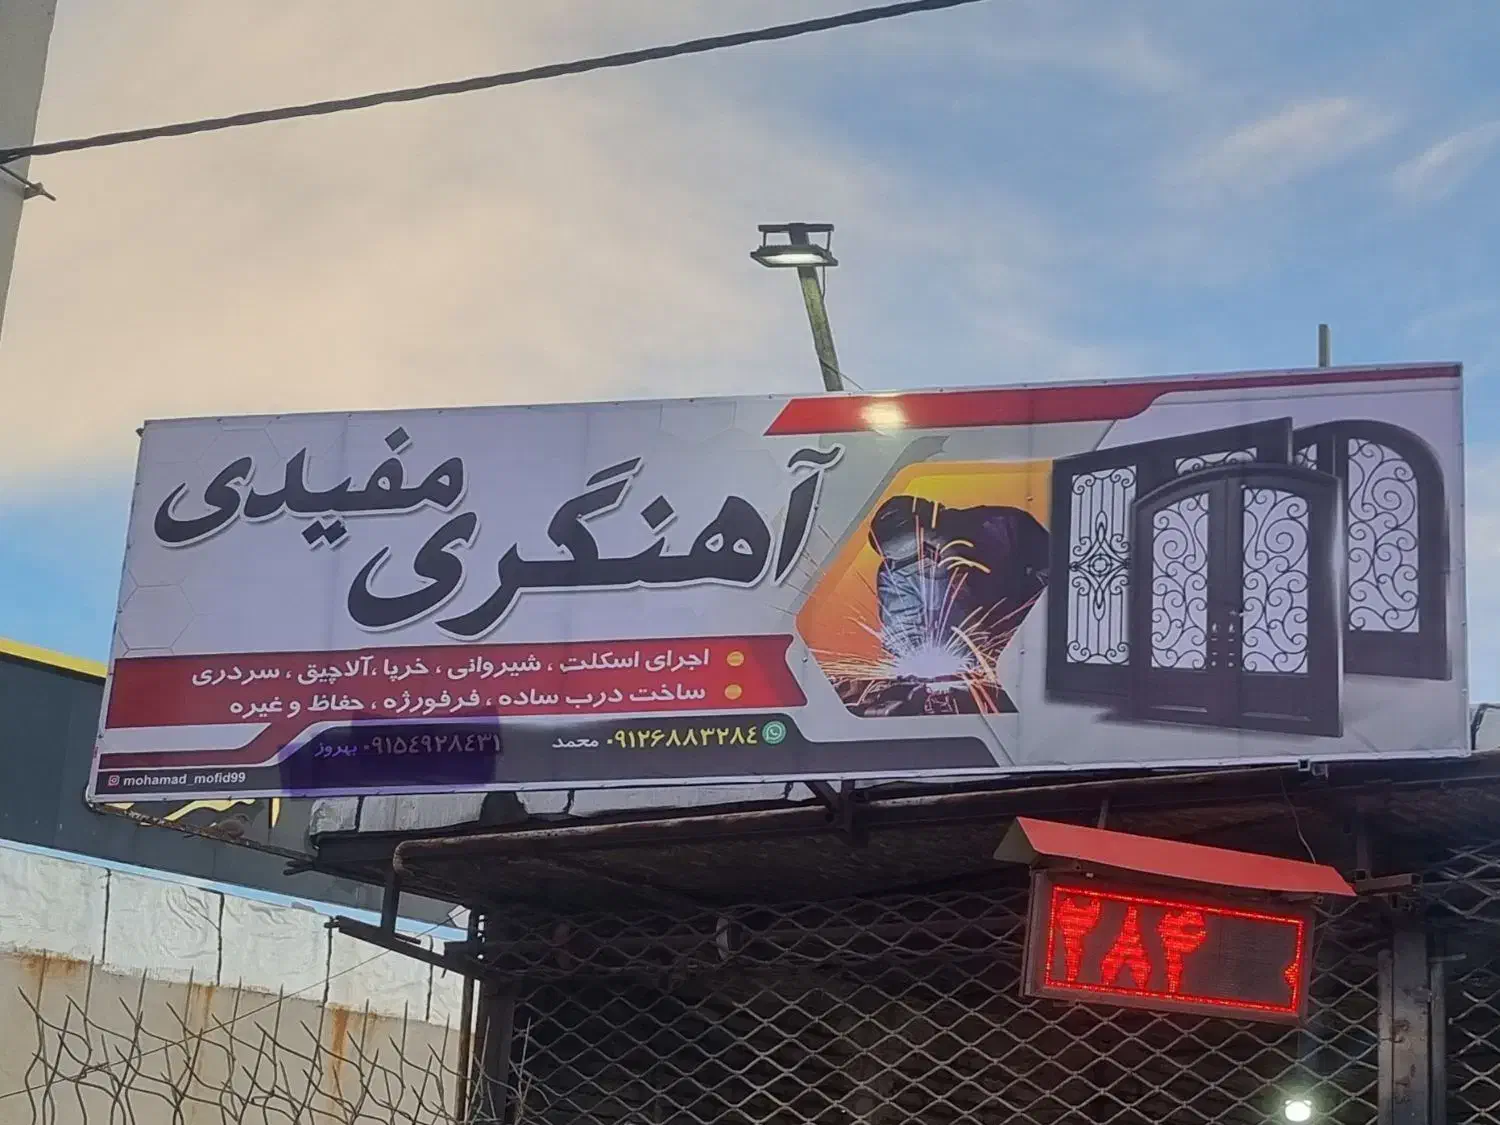 آهنگری مفیدی
اجرای اسکلت ، شیروانی ، خرپا ،آلاچیق ، سردری
ساخت درب ساده ، فرفورژه ، حفاظ و غیره
۰۹۱۲۶۸۸۳۲۸۴ محمد
۰۹۱۵۴۹۲۸۴۳۱ بهروز
mohamad_mofid99
۲۸۴